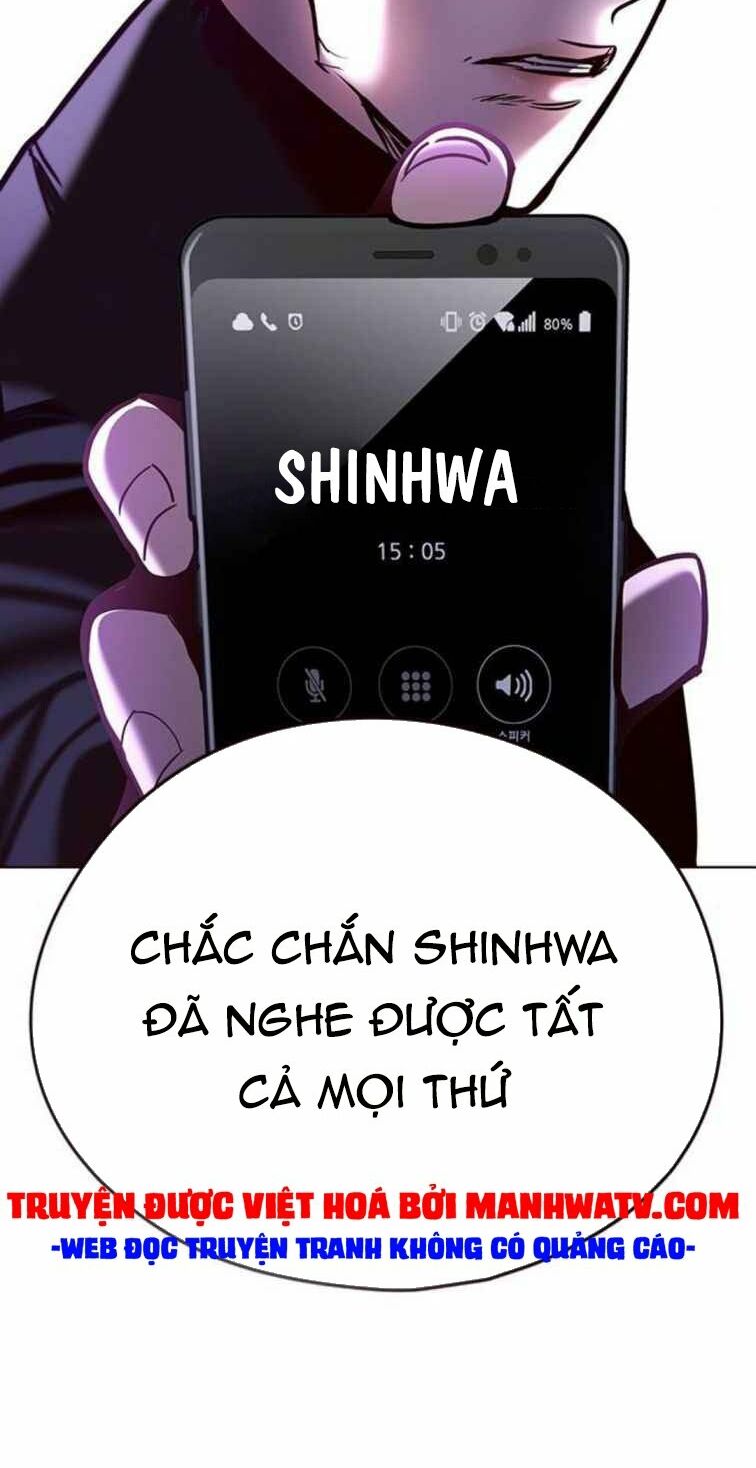 80%
SHINHWA
15:05
스피커
CHẮC CHẮN SHINHWA
ĐÃ NGHE ĐƯỢC TẤT
CẢ MỌI THỨ
TRUYỆN ĐƯỢC VIỆT HOÁ BỞI MANHWATV.COM
-WEB ĐỌC TRUYỆN TRANH KHÔNG CÓ QUẢNG CÁO-